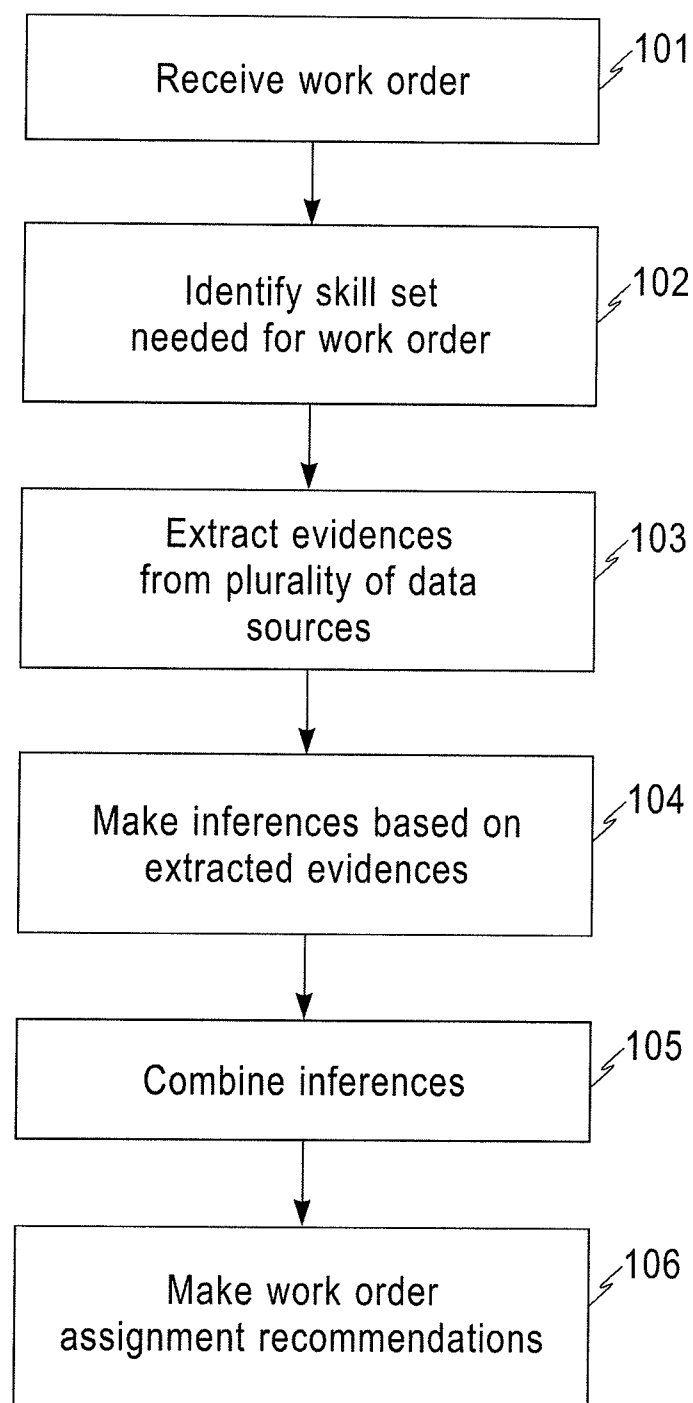 Receive work order
101
Identify skill set
needed for work order
102
Extract evidences
from plurality of data
sources
103
Make inferences based on
extracted evidences
104
Combine inferences
105
Make work order
assignment recommendations
106